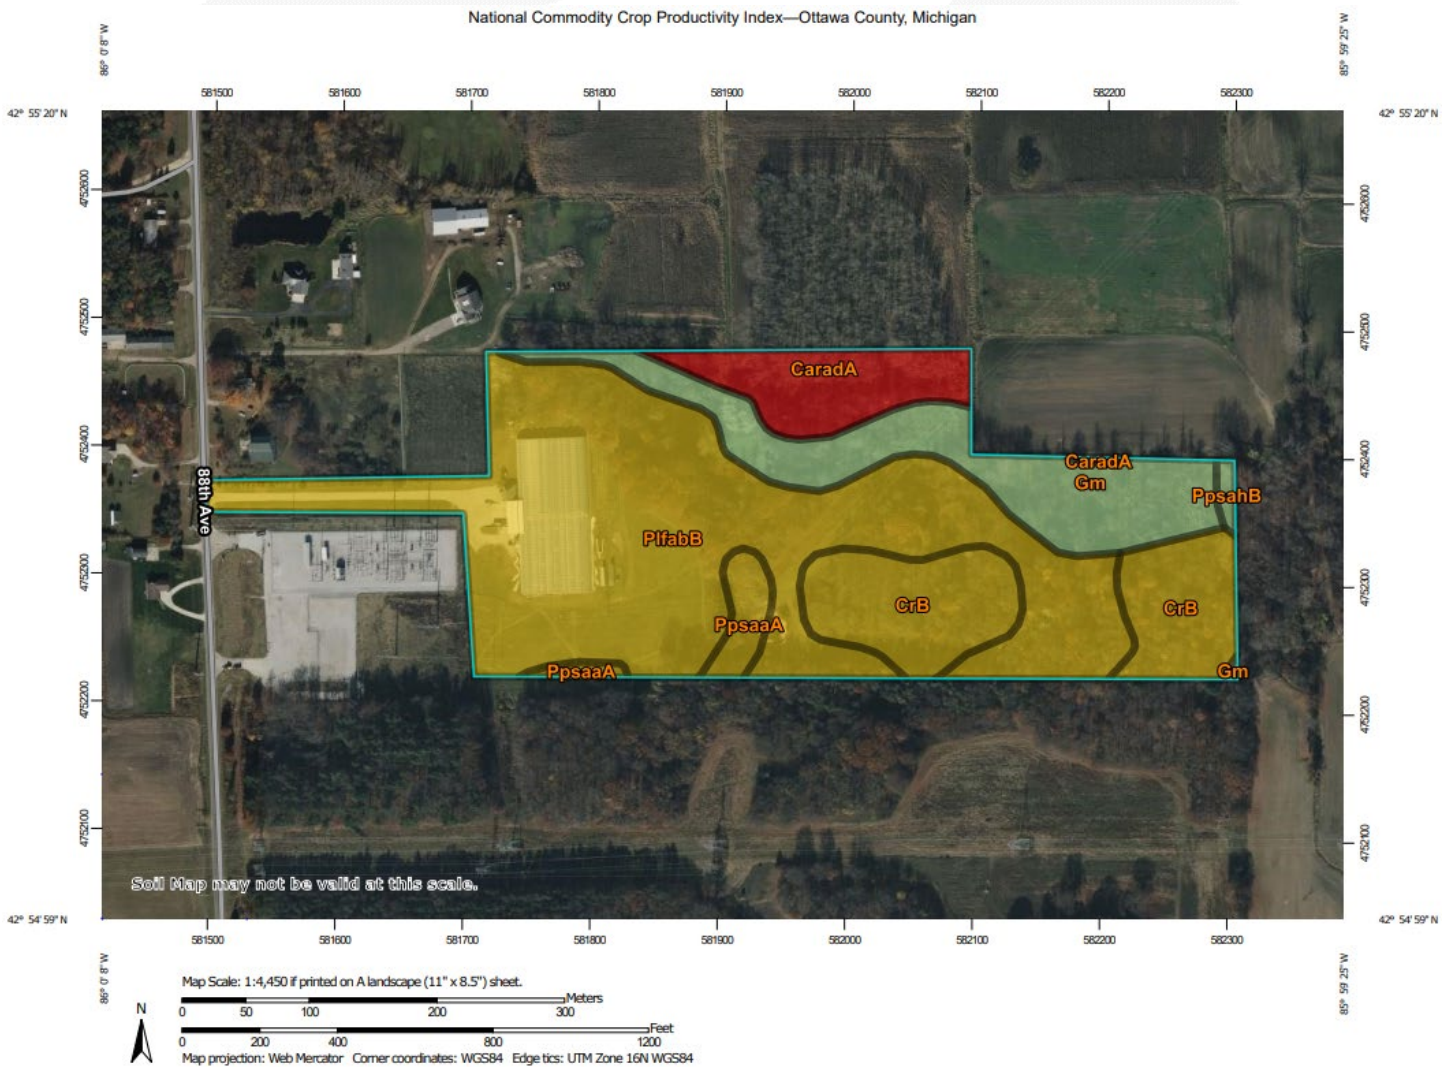 National Commodity Crop Productivity Index—Ottawa County, Michigan
86° 0' 8" W
85° 59' 25" W
581500 581600 581700 581800 581900 582000 582100 582200 582300
42° 55' 20" N
42° 55' 20" N
4752600
4752600
4752500
4752500
CaradA
4752400
4752400
CaradA
Gm
88th Ave
PpsahB
PlfabB
4752300
4752300
CrB
CrB
PpsaaA
PpsaaA
Gm
4752200
4752200
4752100
4752100
Soil Map may not be valid at this scale.
42° 54' 59" N
42° 54' 59" N
581500 581600 581700 581800 581900 582000 582100 582200 582300
86° 0' 8" W
85° 59' 25" W
Map Scale: 1:4,450 if printed on A landscape (11" x 8.5") sheet.
N
Meters
0 50 100 200 300
Feet
0 200 400 800 1200
Map projection: Web Mercator Corner coordinates: WGS84 Edge tics: UTM Zone 16N WGS84